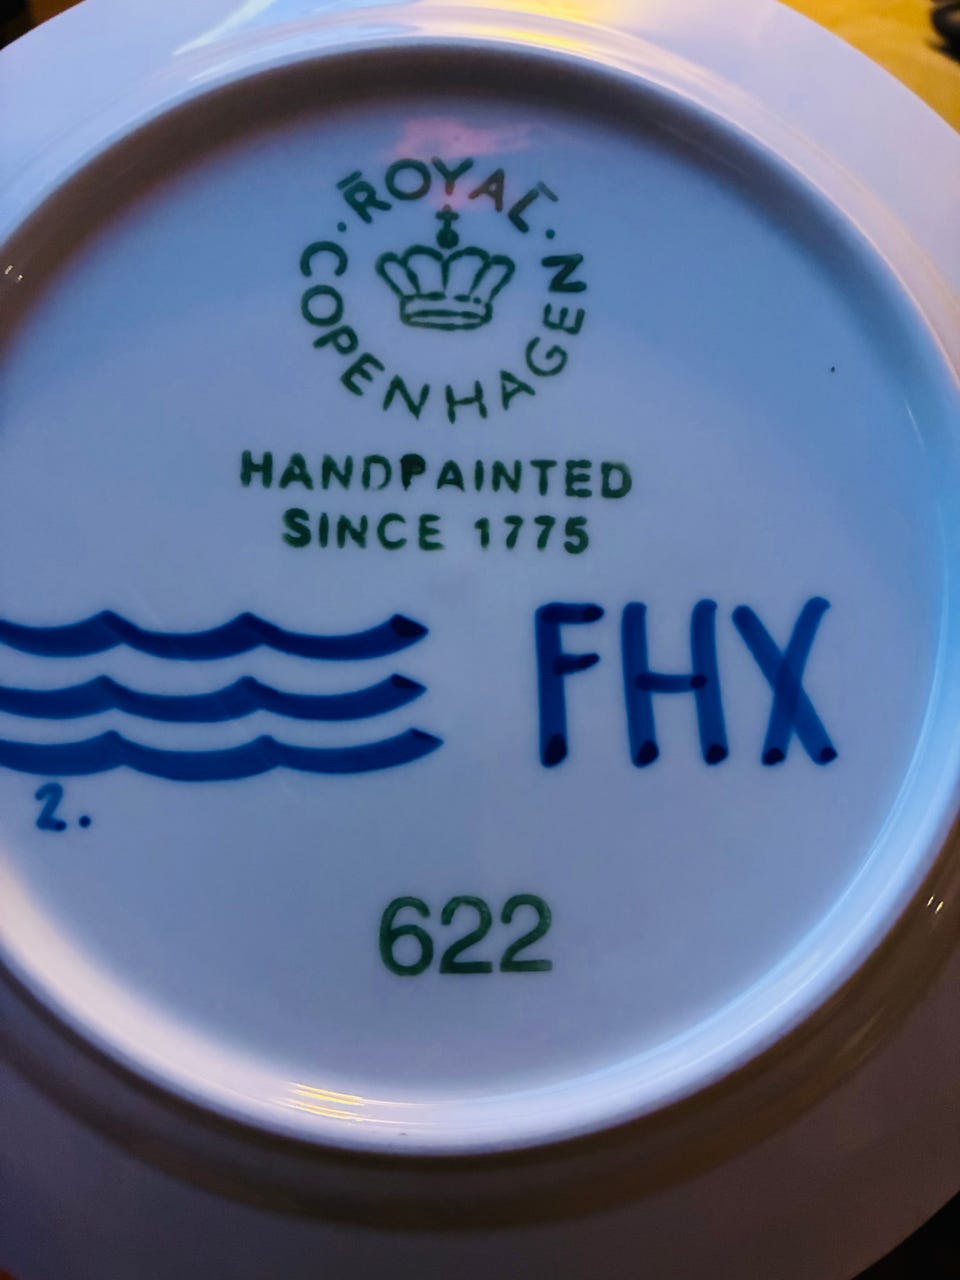 ROYAL
COPENHAGEN
HANDPAINTED
SINCE 1775
FHX
2.
622